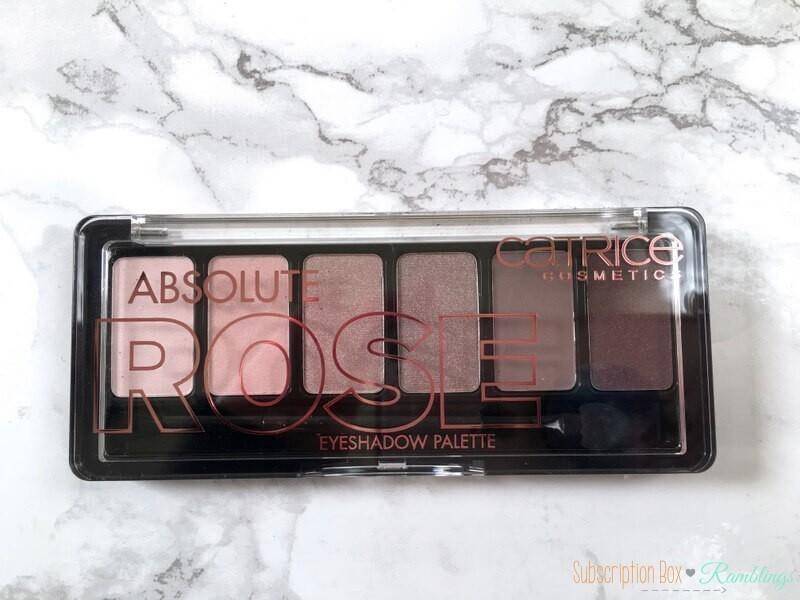 CATRICE
COSMETICS
ABSOLUTE
ROSE
EYESHADOW PALETTE
Subscription Box ♥ Ramblings